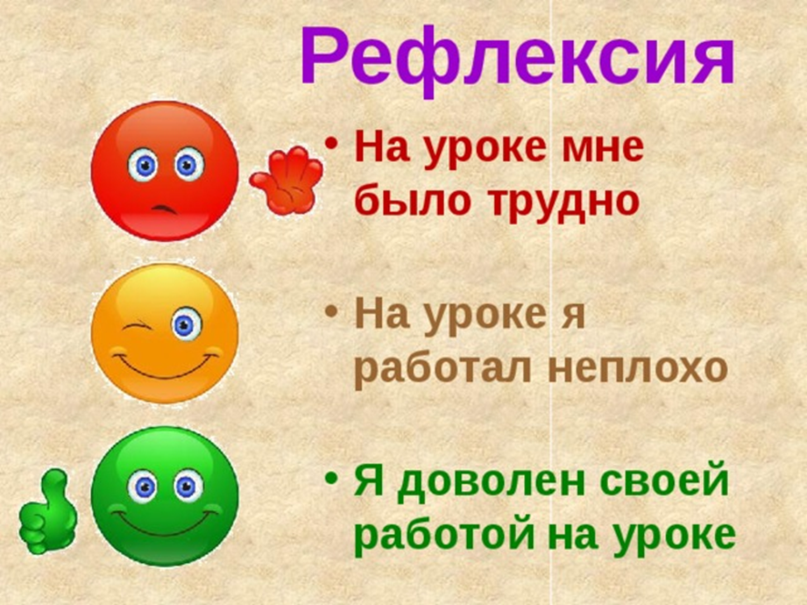 Рефлексия
• На уроке мне
было трудно
• На уроке я
работал неплохо
• Я доволен своей
работой на уроке